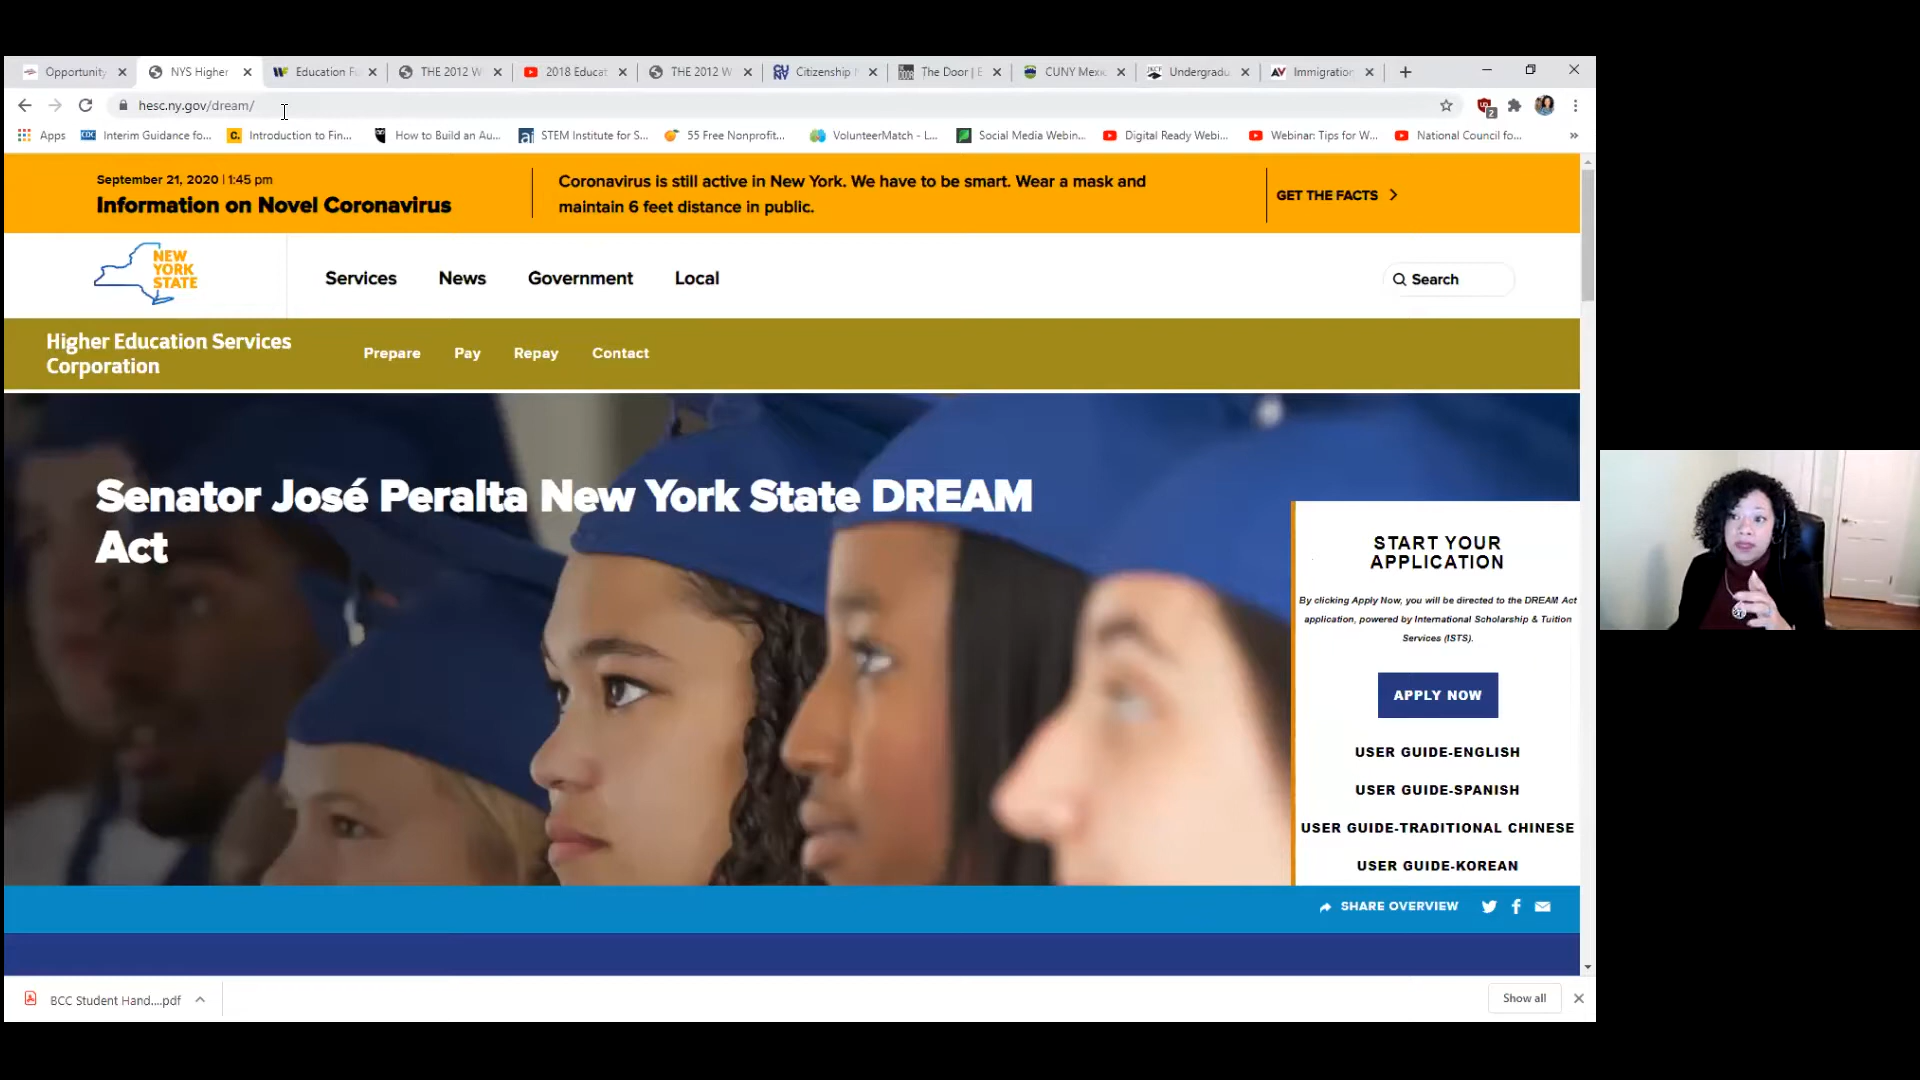 Opportunity
NYS Higher
Education Fu
THE 2012 W
2018 Educat
THE 2012 W
Citizenship
The Door | E
CUNY Mexi
Undergradu
Immigration
hesc.ny.gov/dream/
2
Apps
Interim Guidance fo...
Introduction to Fin...
How to Build an Au...
STEM Institute for S...
55 Free Nonprofit...
VolunteerMatch - L...
Social Media Webin...
Digital Ready Webi...
Webinar: Tips for W...
National Council fo...
September 21, 2020 | 1:45 pm
Information on Novel Coronavirus
Coronavirus is still active in New York. We have to be smart. Wear a mask and
maintain 6 feet distance in public.
GET THE FACTS
NEW
YORK
STATE
Services
News
Government
Local
Search
Higher Education Services
Corporation
Prepare
Pay
Repay
Contact
Senator José Peralta New York State DREAM
Act
START YOUR
APPLICATION
By clicking Apply Now, you will be directed to the DREAM Act
application, powered by International Scholarship & Tuition
Services (ISTS).
APPLY NOW
USER GUIDE-ENGLISH
USER GUIDE-SPANISH
USER GUIDE-TRADITIONAL CHINESE
USER GUIDE-KOREAN
SHARE OVERVIEW
BCC Student Hand....pdf
Show all